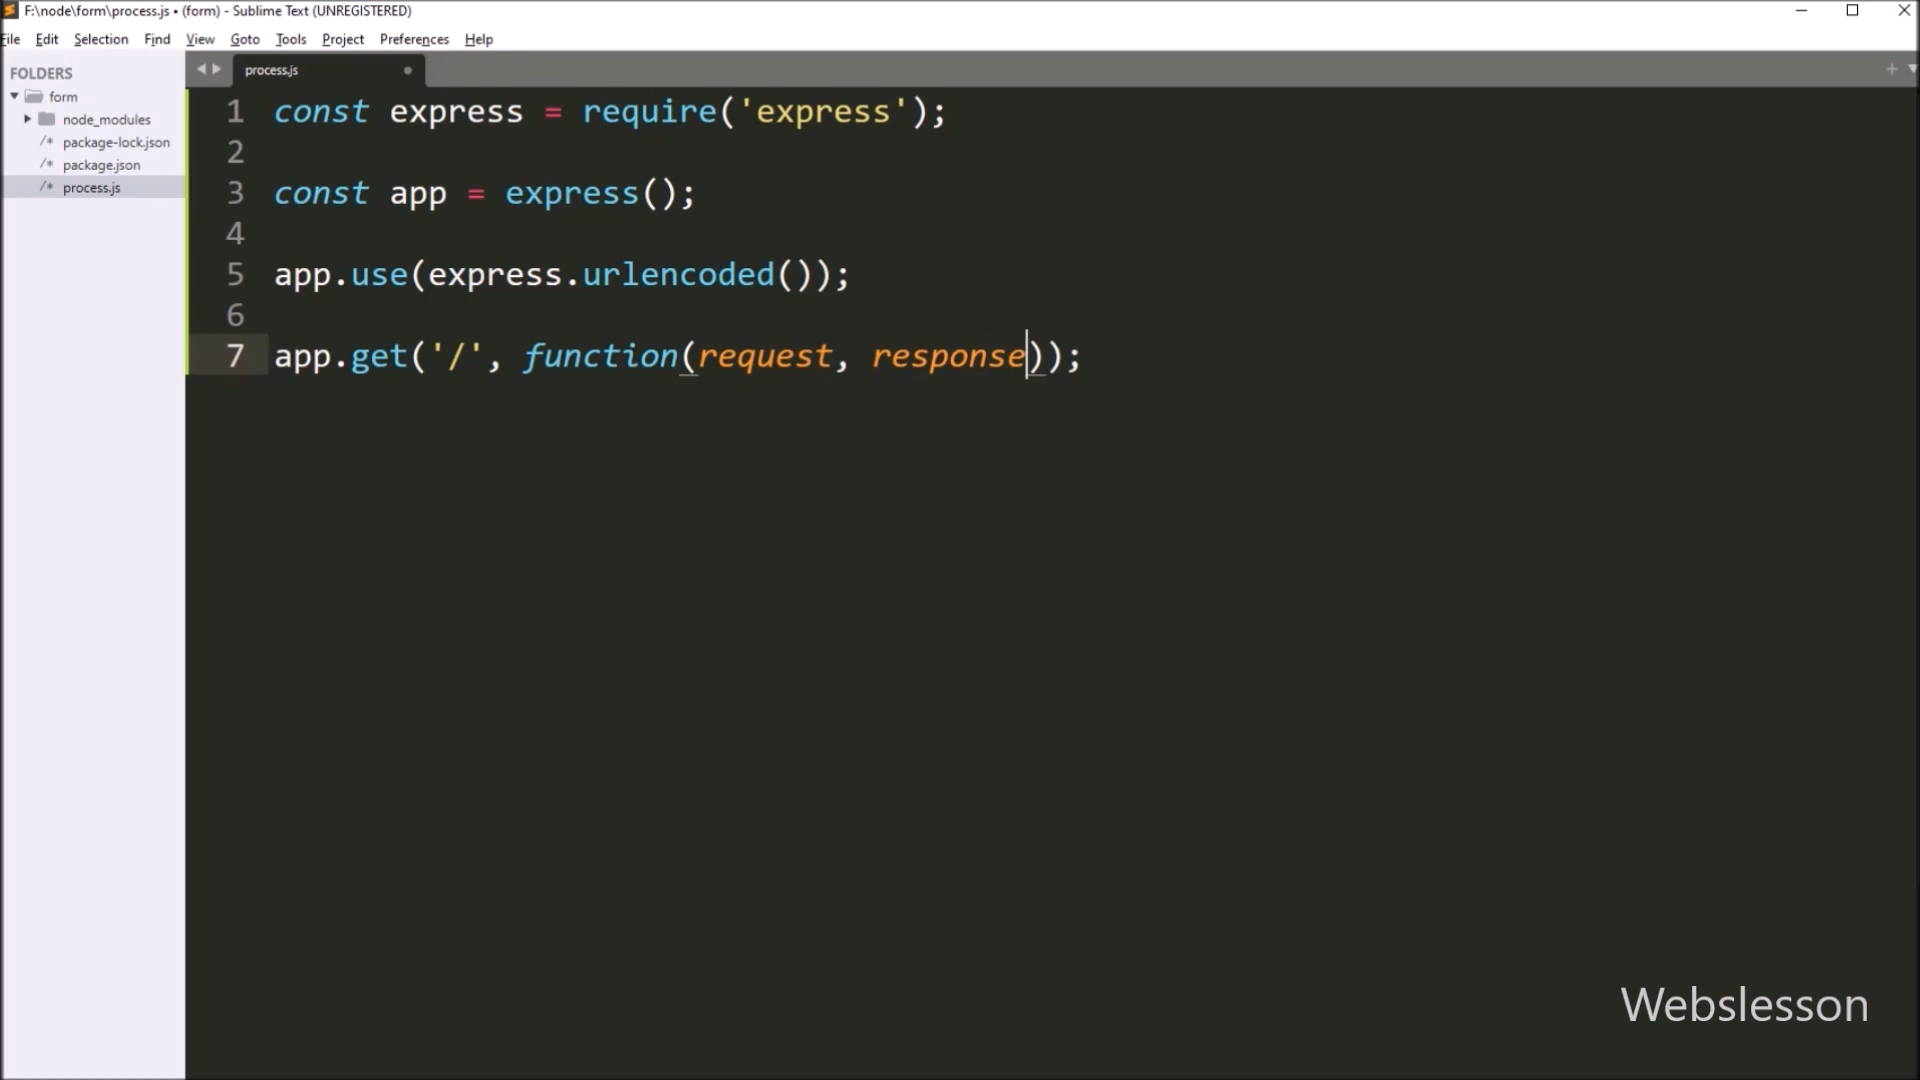 F:\node\form\process.js • (form) - Sublime Text (UNREGISTERED)
File Edit Selection Find View Goto Tools Project Preferences Help
FOLDERS
form
node_modules
/* package-lock.json
/* package.json
/* process.js
process.js
1 const express = require('express');
2
3 const app = express();
4
5 app.use(express.urlencoded());
6
7 app.get('/', function(request, response));
Webslesson